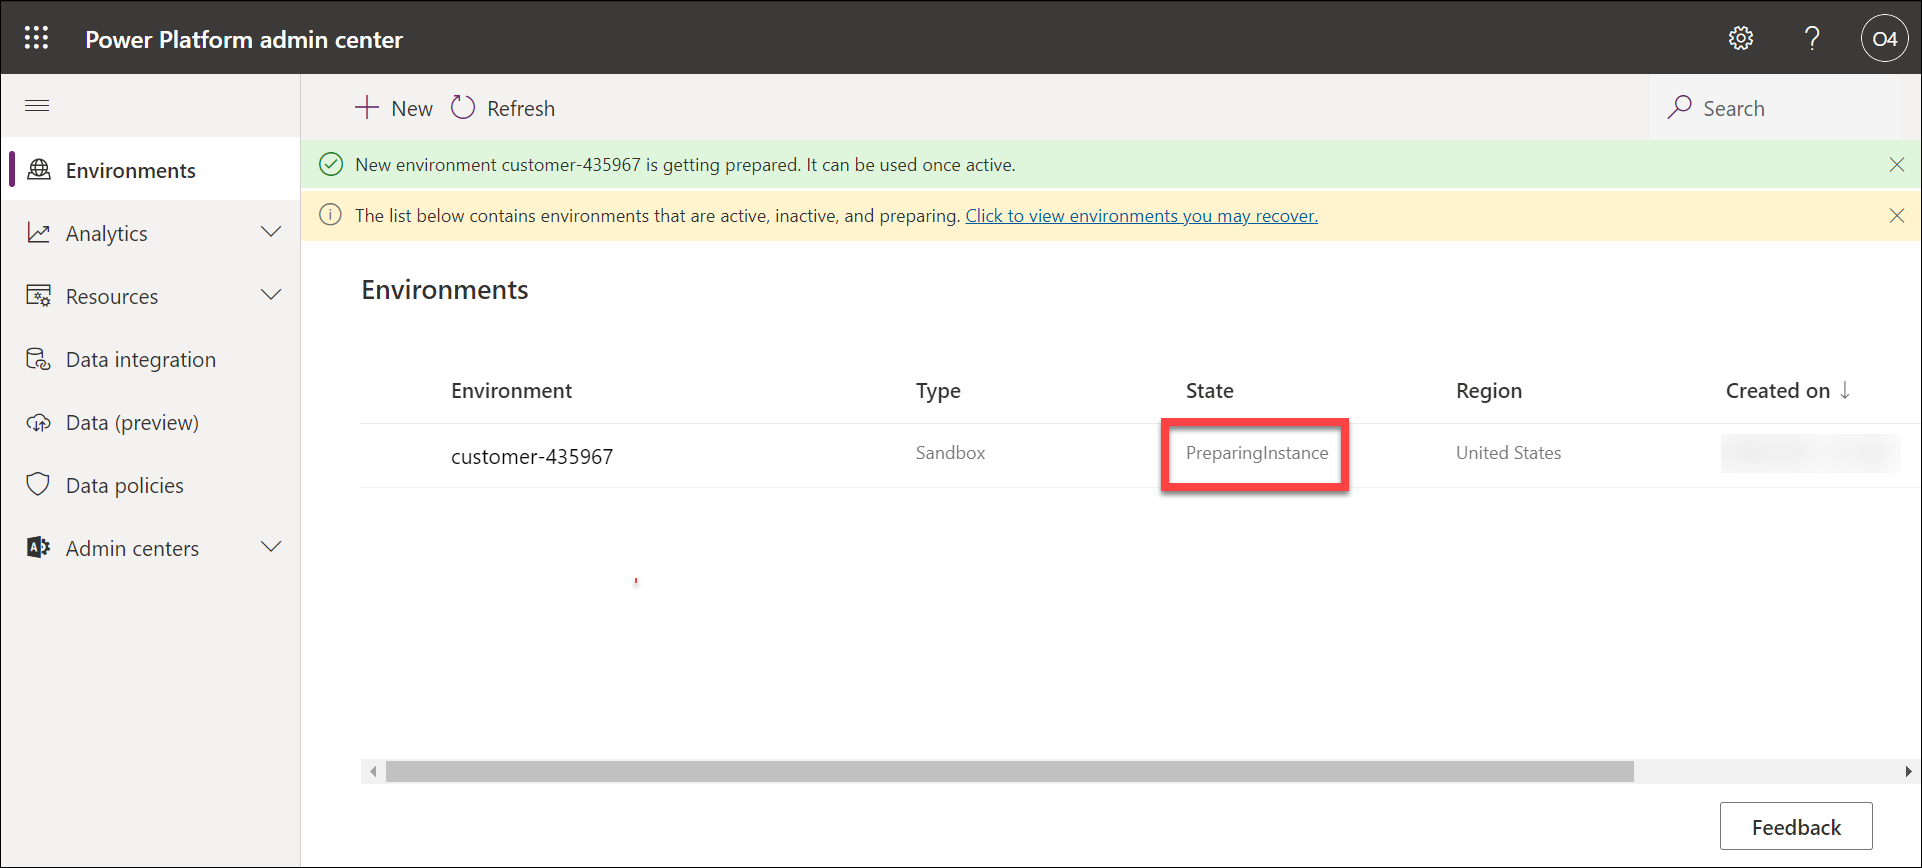 Power Platform admin center
?
O4
New
Refresh
Search
Environments
Analytics
Resources
Data integration
Data (preview)
Data policies
Admin centers
New environment customer-435967 is getting prepared. It can be used once active.
The list below contains environments that are active, inactive, and preparing. Click to view environments you may recover.
Environments
Environment Type State Region Created on ↓
customer-435967 Sandbox PreparingInstance United States
Feedback